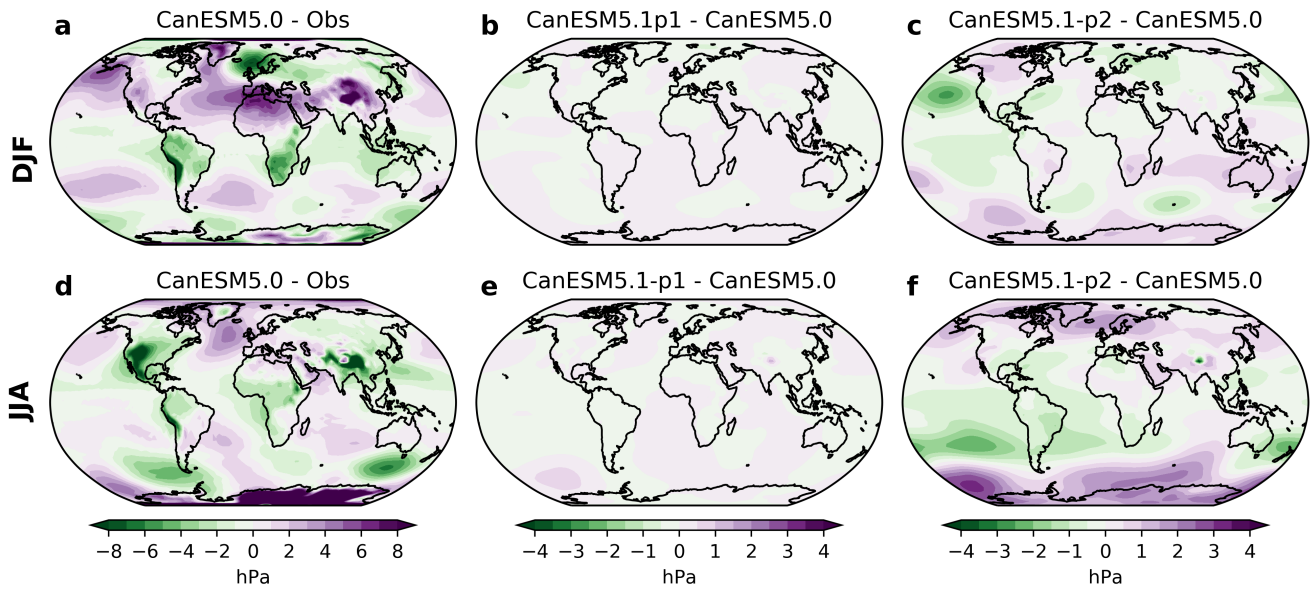 a CanESM5.0 - Obs
b CanESM5.1p1 - CanESM5.0
c CanESM5.1-p2 - CanESM5.0
DJF
d CanESM5.0 - Obs
e CanESM5.1-p1 - CanESM5.0
f CanESM5.1-p2 - CanESM5.0
JJA
−8 −6 −4 −2 0 2 4 6 8
hPa
−4 −3 −2 −1 0 1 2 3 4
hPa
−4 −3 −2 −1 0 1 2 3 4
hPa